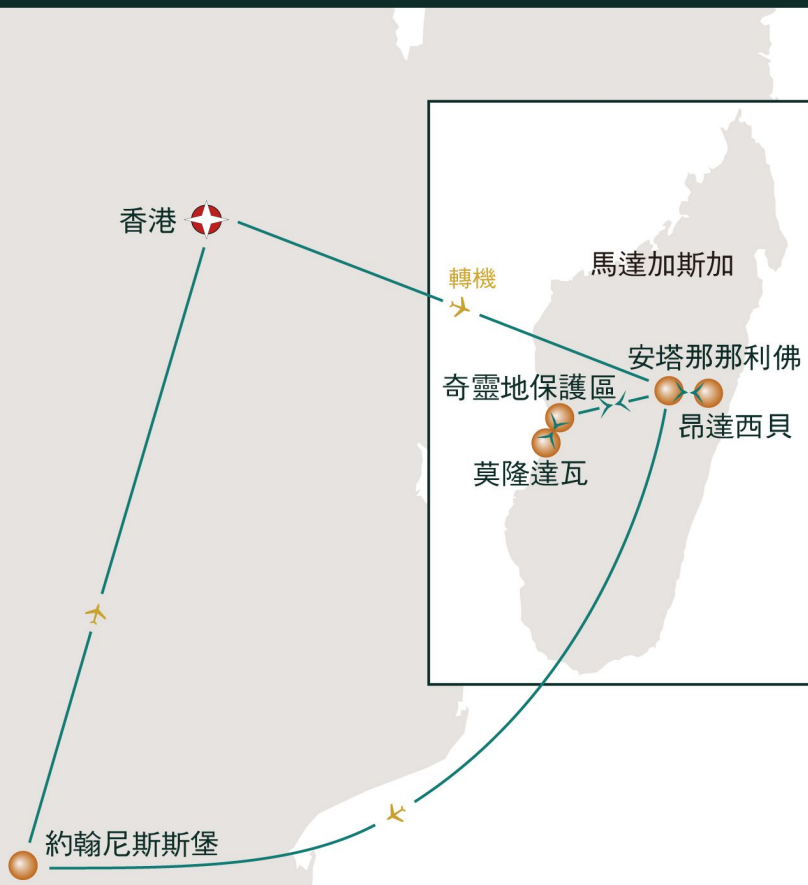 香港
馬達加斯加
轉機
安塔那那利佛
奇靈地保護區
昂達西貝
莫隆達瓦
約翰尼斯斯堡